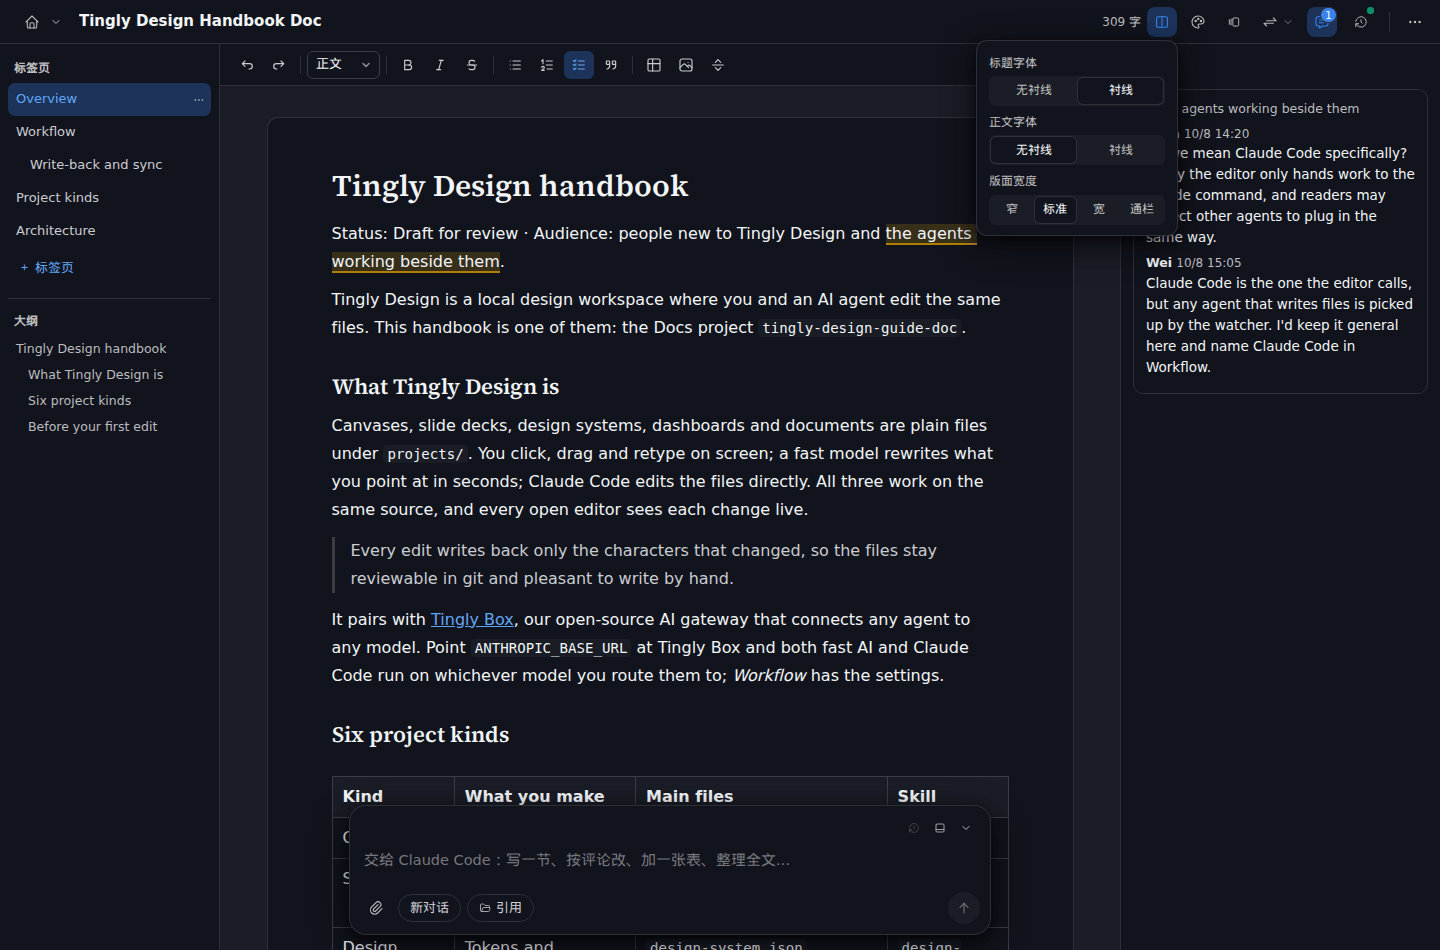 Tingly Design Handbook Doc
309 字
1
标签页
Overview
Workflow
Write-back and sync
Project kinds
Architecture
+ 标签页
大纲
Tingly Design handbook
What Tingly Design is
Six project kinds
Before your first edit
正文
标题字体
无衬线
衬线
正文字体
无衬线
衬线
版面宽度
窄
标准
宽
通栏
Tingly Design handbook
Status: Draft for review · Audience: people new to Tingly Design and the agents
working beside them.
Tingly Design is a local design workspace where you and an AI agent edit the same
files. This handbook is one of them: the Docs project tingly-design-guide-doc.
What Tingly Design is
Canvases, slide decks, design systems, dashboards and documents are plain files
under projects/. You click, drag and retype on screen; a fast model rewrites what
you point at in seconds; Claude Code edits the files directly. All three work on the
same source, and every open editor sees each change live.
Every edit writes back only the characters that changed, so the files stay
reviewable in git and pleasant to write by hand.
It pairs with Tingly Box, our open-source AI gateway that connects any agent to
any model. Point ANTHROPIC_BASE_URL at Tingly Box and both fast AI and Claude
Code run on whichever model you route them to; Workflow has the settings.
Six project kinds
Kind What you make Main files Skill
Design Tokens and design-system.json design-
交给 Claude Code：写一节、按评论改、加一张表、整理全文...
新对话
引用
agents working beside them
10/8 14:20
mean Claude Code specifically?
the editor only hands work to the
command, and readers may
other agents to plug in the
same way.
Wei 10/8 15:05
Claude Code is the one the editor calls,
but any agent that writes files is picked
up by the watcher. I'd keep it general
here and name Claude Code in
Workflow.